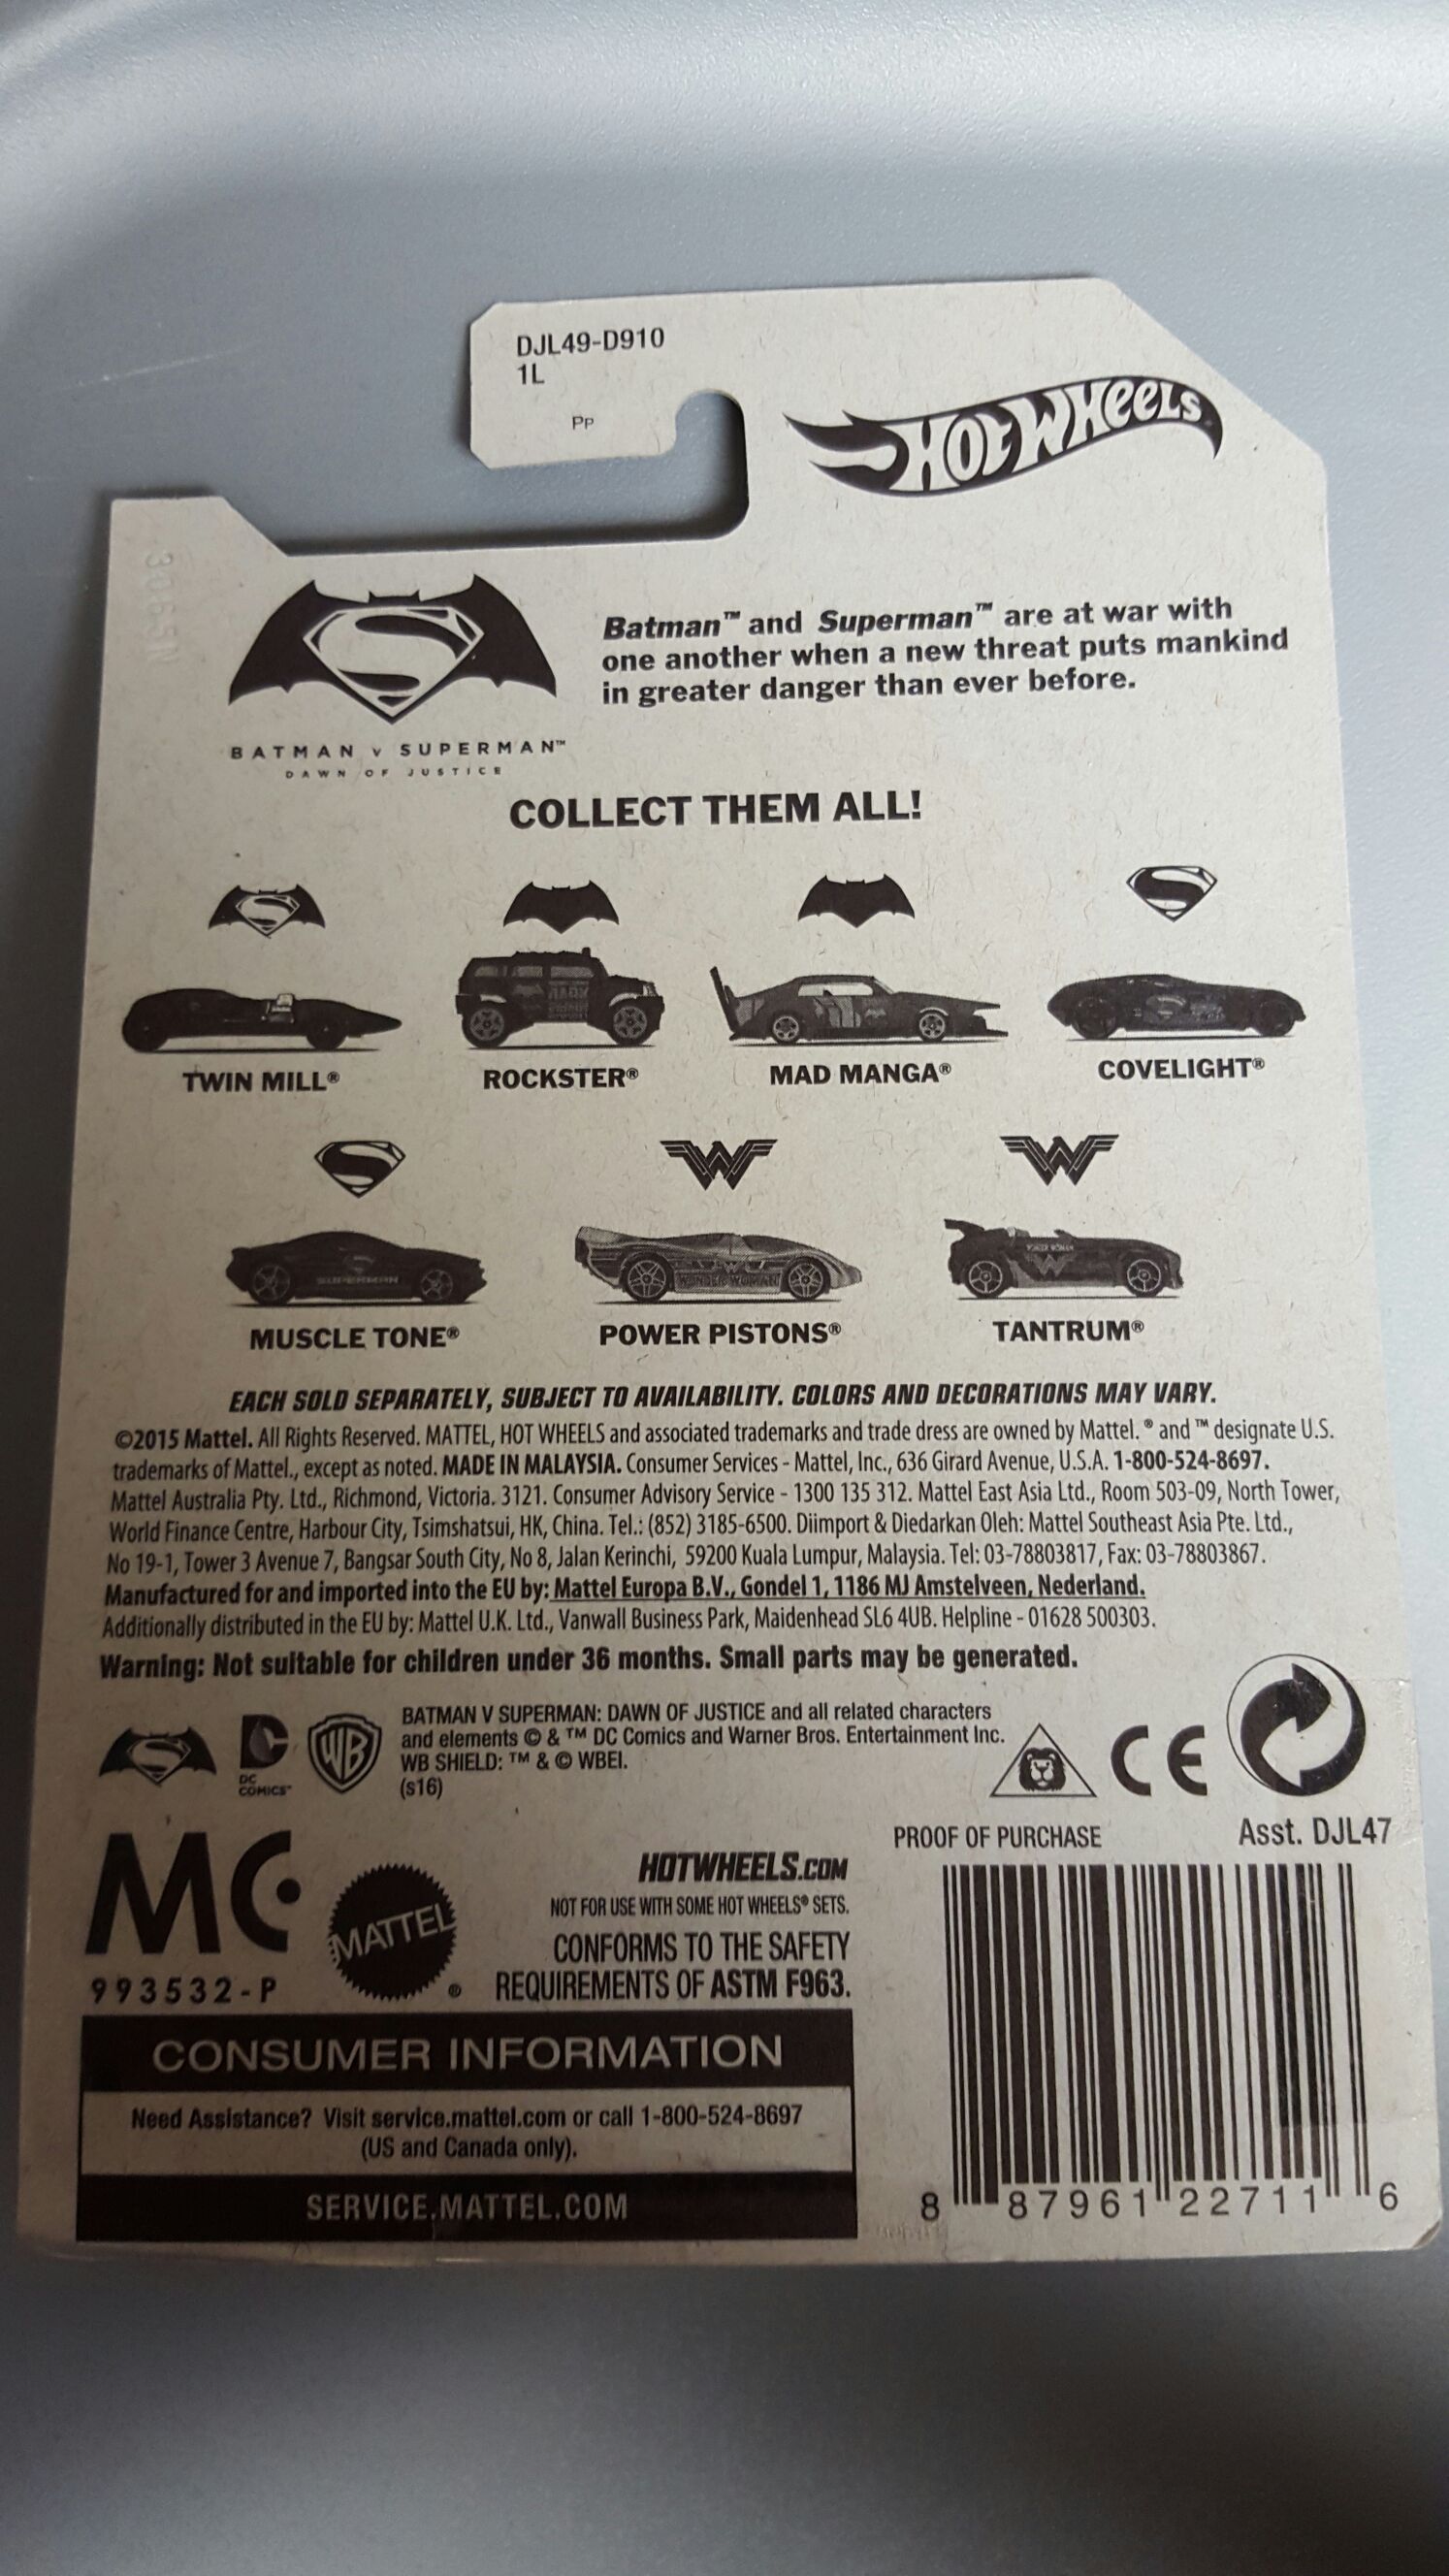 DJL49-D910
1L
Pp
HOT WHEELS
Batman™ and Superman™ are at war with
one another when a new threat puts mankind
in greater danger than ever before.
BATMAN v SUPERMAN™
DAWN OF JUSTICE
COLLECT THEM ALL!
TWIN MILL® ROCKSTER® MAD MANGA® COVELIGHT®
SUPERMAN WONDER WOMAN WONDER WOMAN
MUSCLE TONE® POWER PISTONS® TANTRUM®
EACH SOLD SEPARATELY, SUBJECT TO AVAILABILITY. COLORS AND DECORATIONS MAY VARY.
©2015 Mattel. All Rights Reserved. MATTEL, HOT WHEELS and associated trademarks and trade dress are owned by Mattel. ® and ™ designate U.S.
trademarks of Mattel., except as noted. MADE IN MALAYSIA. Consumer Services - Mattel, Inc., 636 Girard Avenue, U.S.A. 1-800-524-8697.
Mattel Australia Pty. Ltd., Richmond, Victoria. 3121. Consumer Advisory Service - 1300 135 312. Mattel East Asia Ltd., Room 503-09, North Tower,
World Finance Centre, Harbour City, Tsimshatsui, HK, China. Tel.: (852) 3185-6500. Diimport & Diedarkan Oleh: Mattel Southeast Asia Pte. Ltd.,
No 19-1, Tower 3 Avenue 7, Bangsar South City, No 8, Jalan Kerinchi, 59200 Kuala Lumpur, Malaysia. Tel: 03-78803817, Fax: 03-78803867.
Manufactured for and imported into the EU by: Mattel Europa B.V., Gondel 1, 1186 MJ Amstelveen, Nederland.
Additionally distributed in the EU by: Mattel U.K. Ltd., Vanwall Business Park, Maidenhead SL6 4UB. Helpline - 01628 500303.
Warning: Not suitable for children under 36 months. Small parts may be generated.
DC
COMICS™
WB
BATMAN V SUPERMAN: DAWN OF JUSTICE and all related characters
and elements © & ™ DC Comics and Warner Bros. Entertainment Inc.
WB SHIELD: ™ & © WBEI.
(s16)
CE
MC
993532-P
MATTEL®
HOTWHEELS.COM
NOT FOR USE WITH SOME HOT WHEELS® SETS.
CONFORMS TO THE SAFETY
REQUIREMENTS OF ASTM F963.
PROOF OF PURCHASE Asst. DJL47
CONSUMER INFORMATION
Need Assistance? Visit service.mattel.com or call 1-800-524-8697
(US and Canada only).
SERVICE.MATTEL.COM
8 87961 22711 6